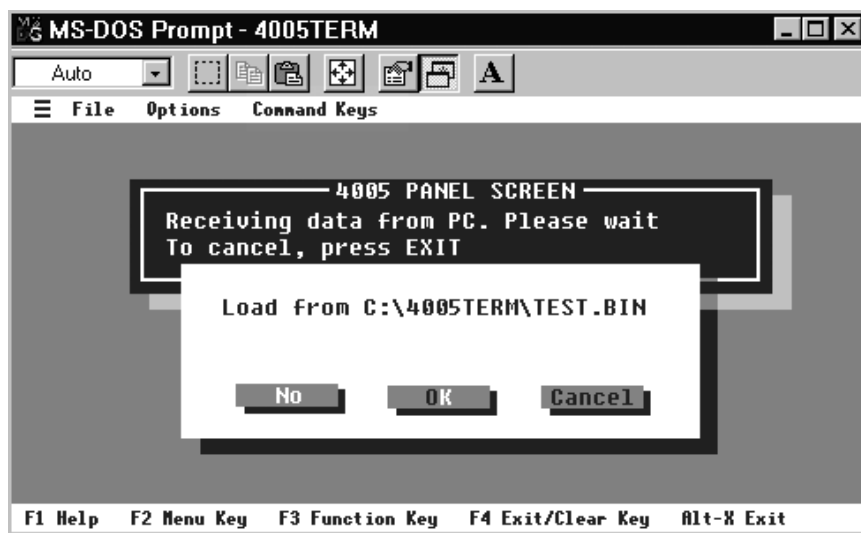 MS-DOS Prompt - 4005TERM
Auto
A
File Options Command Keys
4005 PANEL SCREEN
Receiving data from PC. Please wait
To cancel, press EXIT
Load from C:\4005TERM\TEST.BIN
No OK Cancel
F1 Help F2 Menu Key F3 Function Key F4 Exit/Clear Key Alt-X Exit